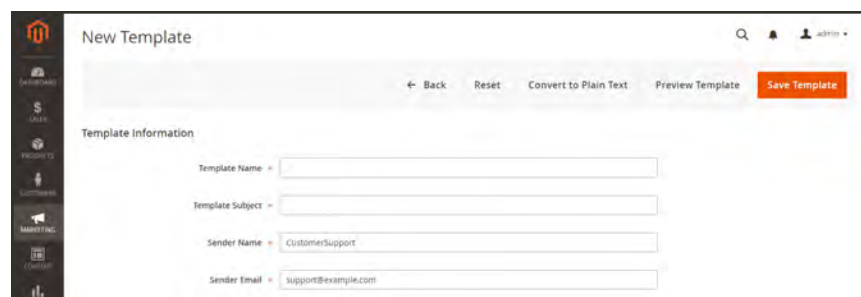 New Template
admin
DASHBOARD
← Back Reset Convert to Plain Text Preview Template Save Template
$
SALES
Template Information
PRODUCTS
Template Name *
CUSTOMERS
Template Subject *
MARKETING
Sender Name * CustomerSupport
CONTENT
Sender Email * support@example.com